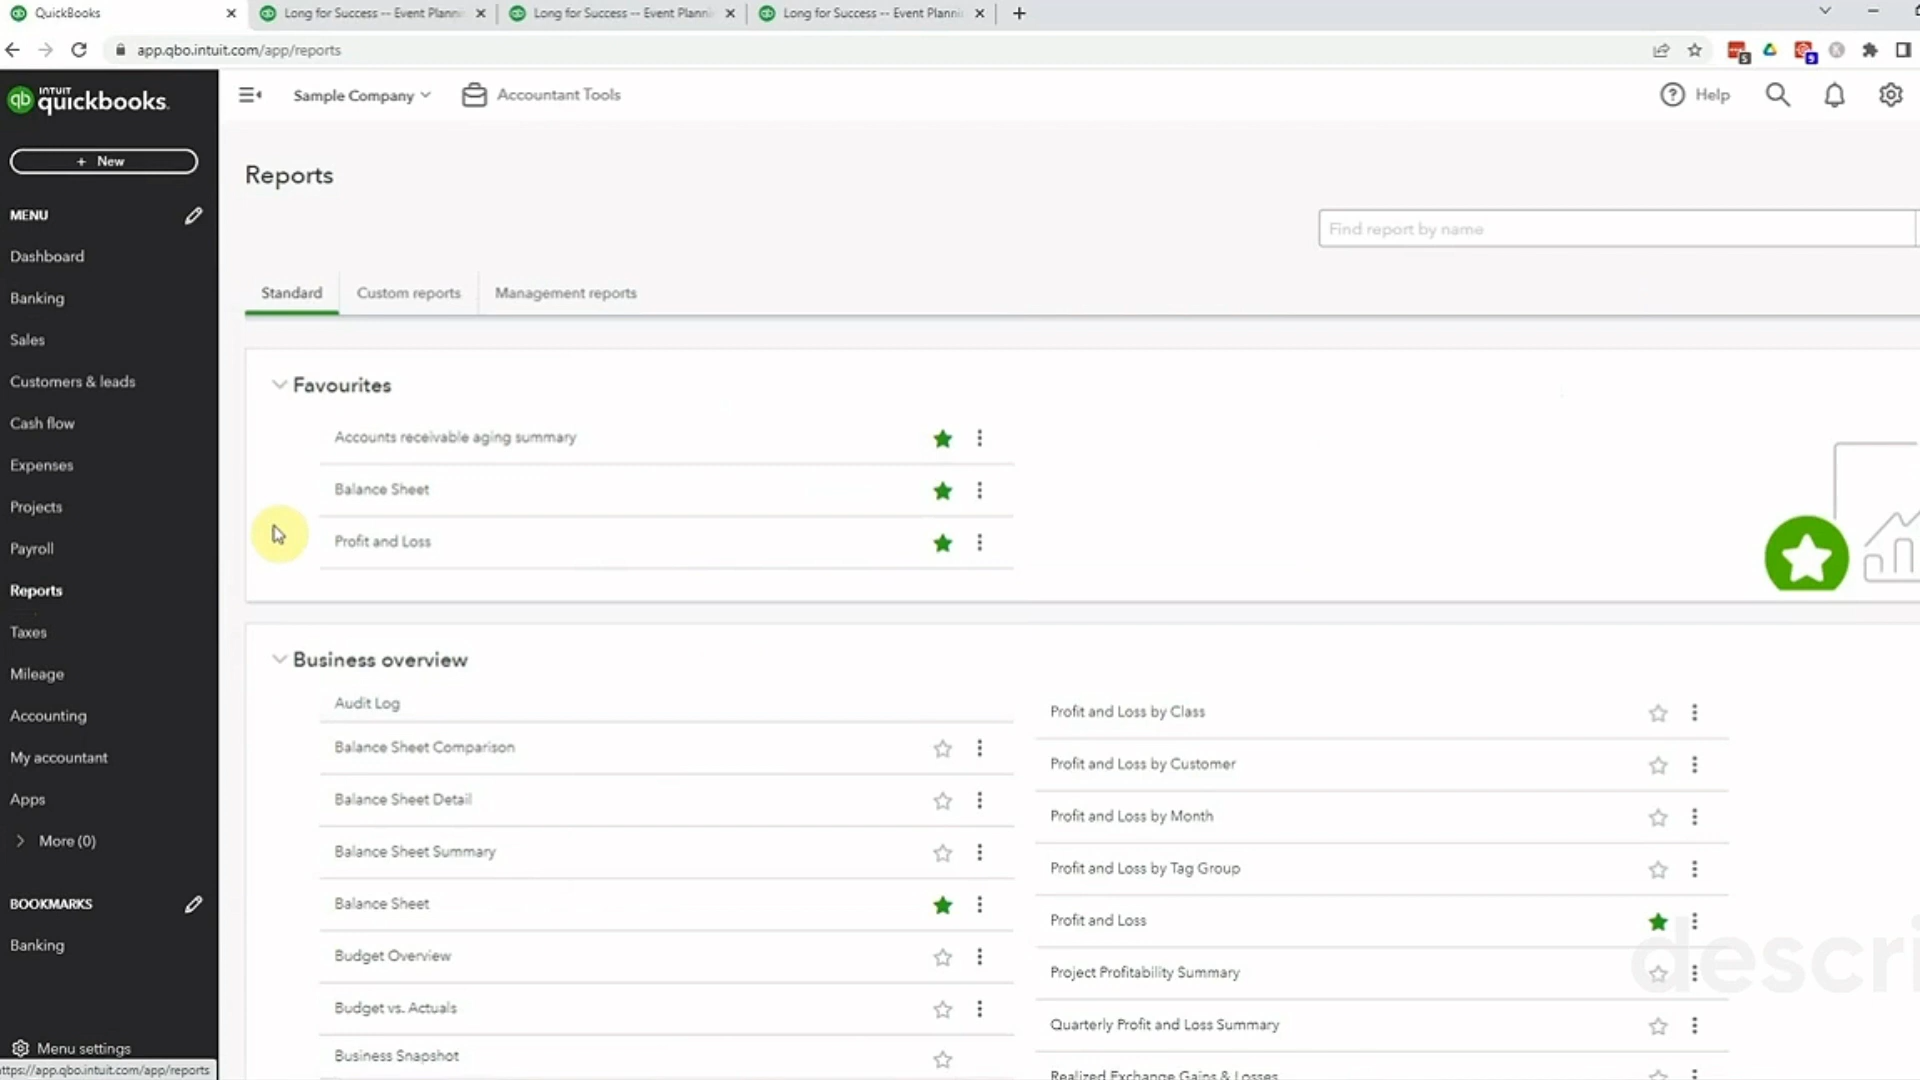 QuickBooks
Long for Success -- Event Planni
Long for Success -- Event Planni
Long for Success -- Event Plannin
app.qbo.intuit.com/app/reports
5
9
qb INTUIT quickbooks.
Sample Company
Accountant Tools
Help
+ New
Reports
MENU
Find report by name
Dashboard
Banking
Sales
Customers & leads
Cash flow
Expenses
Projects
Payroll
Reports
Taxes
Mileage
Accounting
My accountant
Apps
More (0)
BOOKMARKS
Banking
Menu settings
ttps://app.qbo.intuit.com/app/reports
Standard
Custom reports
Management reports
Favourites
Accounts receivable aging summary
Balance Sheet
Profit and Loss
Business overview
Audit Log
Balance Sheet Comparison
Balance Sheet Detail
Balance Sheet Summary
Balance Sheet
Budget Overview
Budget vs. Actuals
Business Snapshot
Profit and Loss by Class
Profit and Loss by Customer
Profit and Loss by Month
Profit and Loss by Tag Group
Profit and Loss
Project Profitability Summary
Quarterly Profit and Loss Summary
Realized Exchange Gains & Losses
descri